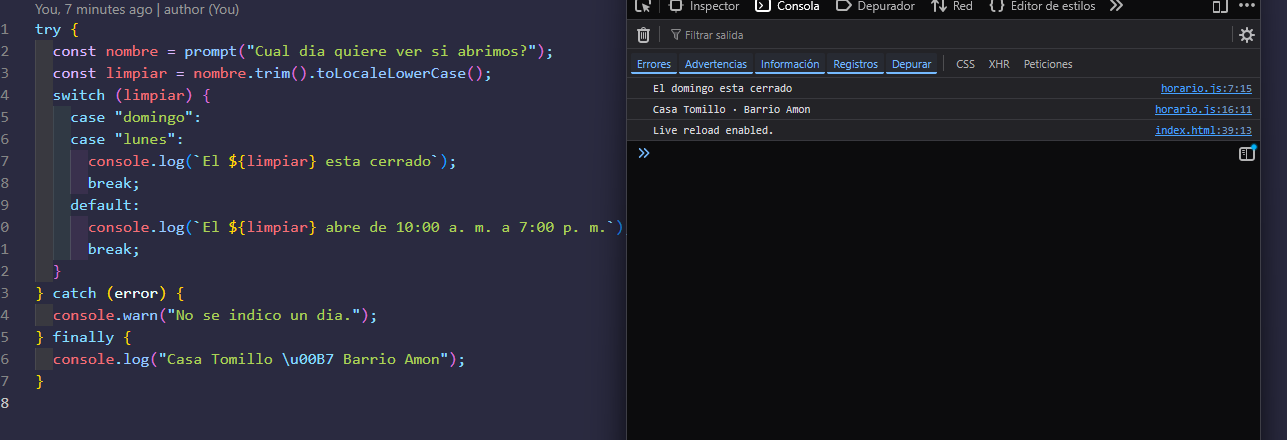 You, 7 minutes ago | author (You)
1 try {
2 const nombre = prompt("Cual dia quiere ver si abrimos?");
3 const limpiar = nombre.trim().toLocaleLowerCase();
4 switch (limpiar) {
5 case "domingo":
6 case "lunes":
7 console.log(`El ${limpiar} esta cerrado`);
8 break;
9 default:
0 console.log(`El ${limpiar} abre de 10:00 a. m. a 7:00 p. m.`)
1 break;
2 }
3 } catch (error) {
4 console.warn("No se indico un dia.");
5 } finally {
6 console.log("Casa Tomillo \u00B7 Barrio Amon");
7 }
8
Inspector Consola Depurador Red Editor de estilos
Filtrar salida
Errores Advertencias Información Registros Depurar CSS XHR Peticiones
El domingo esta cerrado horario.js:7:15
Casa Tomillo · Barrio Amon horario.js:16:11
Live reload enabled. index.html:39:13